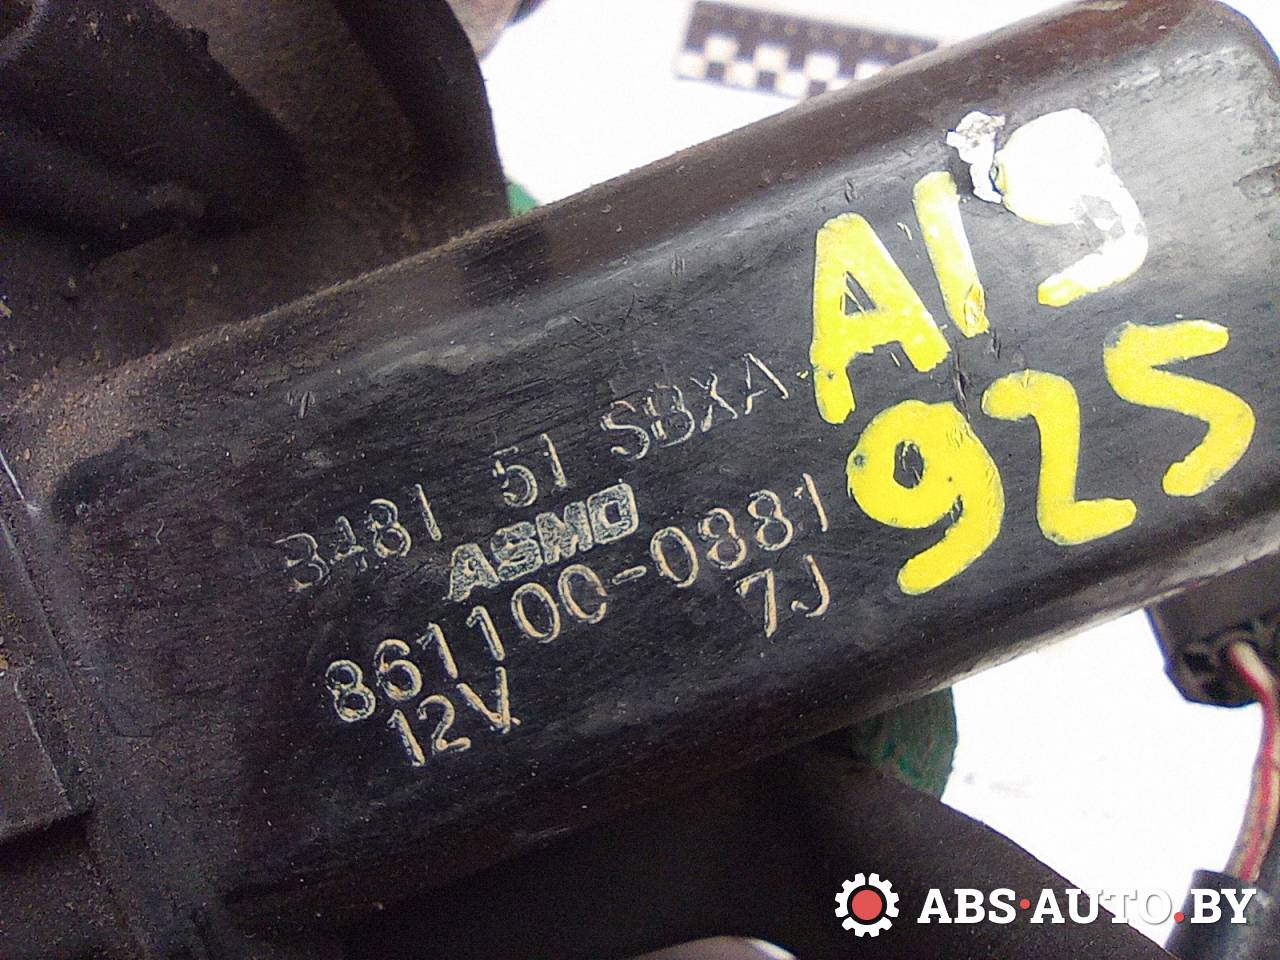 A19
925
3481 51 SBXA
ASMO
861100-0881
12V 7J
ABS·AUTO.BY